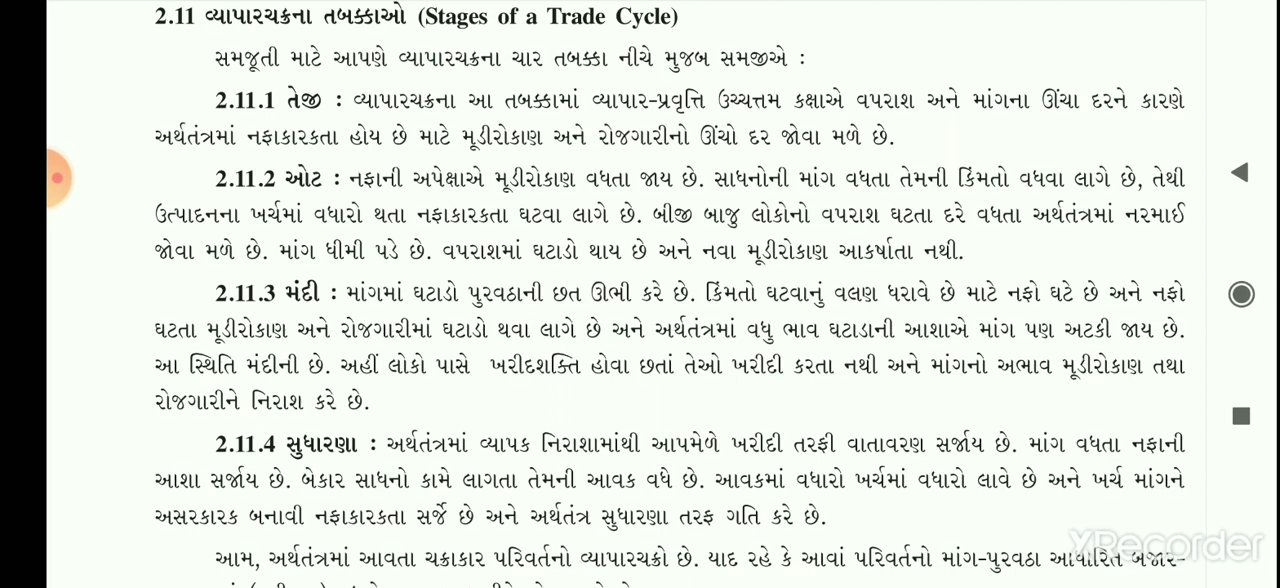 2.11 વ્યાપારચક્રના તબક્કાઓ (Stages of a Trade Cycle)
સમજૂતી માટે આપણે વ્યાપારચક્રના ચાર તબક્કા નીચે મુજબ સમજીએ :
2.11.1 તેજી : વ્યાપારચક્રના આ તબક્કામાં વ્યાપાર-પ્રવૃત્તિ ઉચ્ચત્તમ કક્ષાએ વપરાશ અને માંગના ઊંચા દરને કારણે
અર્થતંત્રમાં નફાકારકતા હોય છે માટે મૂડીરોકાણ અને રોજગારીનો ઊંચો દર જોવા મળે છે.
2.11.2 ઓટ : નફાની અપેક્ષાએ મૂડીરોકાણ વધતા જાય છે. સાધનોની માંગ વધતા તેમની કિંમતો વધવા લાગે છે, તેથી
ઉત્પાદનના ખર્ચમાં વધારો થતા નફાકારકતા ઘટવા લાગે છે. બીજી બાજુ લોકોનો વપરાશ ઘટતા દરે વધતા અર્થતંત્રમાં નરમાઈ
જોવા મળે છે. માંગ ધીમી પડે છે. વપરાશમાં ઘટાડો થાય છે અને નવા મૂડીરોકાણ આકર્ષાતા નથી.
2.11.3 મંદી : માંગમાં ઘટાડો પુરવઠાની છત ઊભી કરે છે. કિંમતો ઘટવાનું વલણ ધરાવે છે માટે નફો ઘટે છે અને નફો
ઘટતા મૂડીરોકાણ અને રોજગારીમાં ઘટાડો થવા લાગે છે અને અર્થતંત્રમાં વધુ ભાવ ઘટાડાની આશાએ માંગ પણ અટકી જાય છે.
આ સ્થિતિ મંદીની છે. અહીં લોકો પાસે ખરીદશક્તિ હોવા છતાં તેઓ ખરીદી કરતા નથી અને માંગનો અભાવ મૂડીરોકાણ તથા
રોજગારીને નિરાશ કરે છે.
2.11.4 સુધારણા : અર્થતંત્રમાં વ્યાપક નિરાશામાંથી આપમેળે ખરીદી તરફી વાતાવરણ સર્જાય છે. માંગ વધતા નફાની
આશા સર્જાય છે. બેકાર સાધનો કામે લાગતા તેમની આવક વધે છે. આવકમાં વધારો ખર્ચમાં વધારો લાવે છે અને ખર્ચ માંગને
અસરકારક બનાવી નફાકારકતા સર્જે છે અને અર્થતંત્ર સુધારણા તરફ ગતિ કરે છે.
આમ, અર્થતંત્રમાં આવતા ચક્રાકાર પરિવર્તનો વ્યાપારચક્રો છે. યાદ રહે કે આવાં પરિવર્તનો માંગ-પુરવઠા આધારિત બજાર-
XRecorder